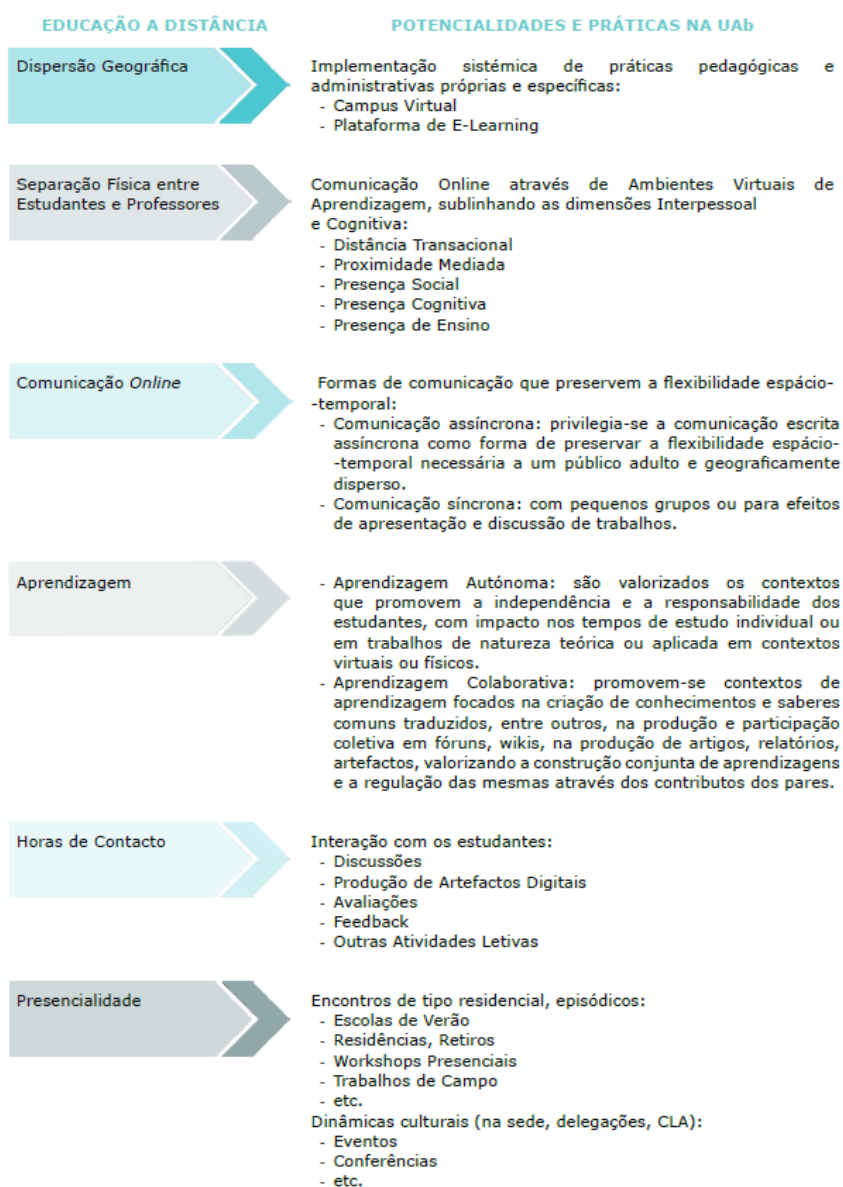 EDUCAÇÃO A DISTÂNCIA
POTENCIALIDADES E PRÁTICAS NA UAb
Dispersão Geográfica
Implementação sistémica de práticas pedagógicas e
administrativas próprias e específicas:
- Campus Virtual
- Plataforma de E-Learning
Separação Física entre
Estudantes e Professores
Comunicação Online através de Ambientes Virtuais de
Aprendizagem, sublinhando as dimensões Interpessoal
e Cognitiva:
- Distância Transacional
- Proximidade Mediada
- Presença Social
- Presença Cognitiva
- Presença de Ensino
Comunicação Online
Formas de comunicação que preservem a flexibilidade espácio-
-temporal:
- Comunicação assíncrona: privilegia-se a comunicação escrita
assíncrona como forma de preservar a flexibilidade espácio-
-temporal necessária a um público adulto e geograficamente
disperso.
- Comunicação síncrona: com pequenos grupos ou para efeitos
de apresentação e discussão de trabalhos.
Aprendizagem
- Aprendizagem Autónoma: são valorizados os contextos
que promovem a independência e a responsabilidade dos
estudantes, com impacto nos tempos de estudo individual ou
em trabalhos de natureza teórica ou aplicada em contextos
virtuais ou físicos.
- Aprendizagem Colaborativa: promovem-se contextos de
aprendizagem focados na criação de conhecimentos e saberes
comuns traduzidos, entre outros, na produção e participação
coletiva em fóruns, wikis, na produção de artigos, relatórios,
artefactos, valorizando a construção conjunta de aprendizagens
e a regulação das mesmas através dos contributos dos pares.
Horas de Contacto
Interação com os estudantes:
- Discussões
- Produção de Artefactos Digitais
- Avaliações
- Feedback
- Outras Atividades Letivas
Presencialidade
Encontros de tipo residencial, episódicos:
- Escolas de Verão
- Residências, Retiros
- Workshops Presenciais
- Trabalhos de Campo
- etc.
Dinâmicas culturais (na sede, delegações, CLA):
- Eventos
- Conferências
- etc.